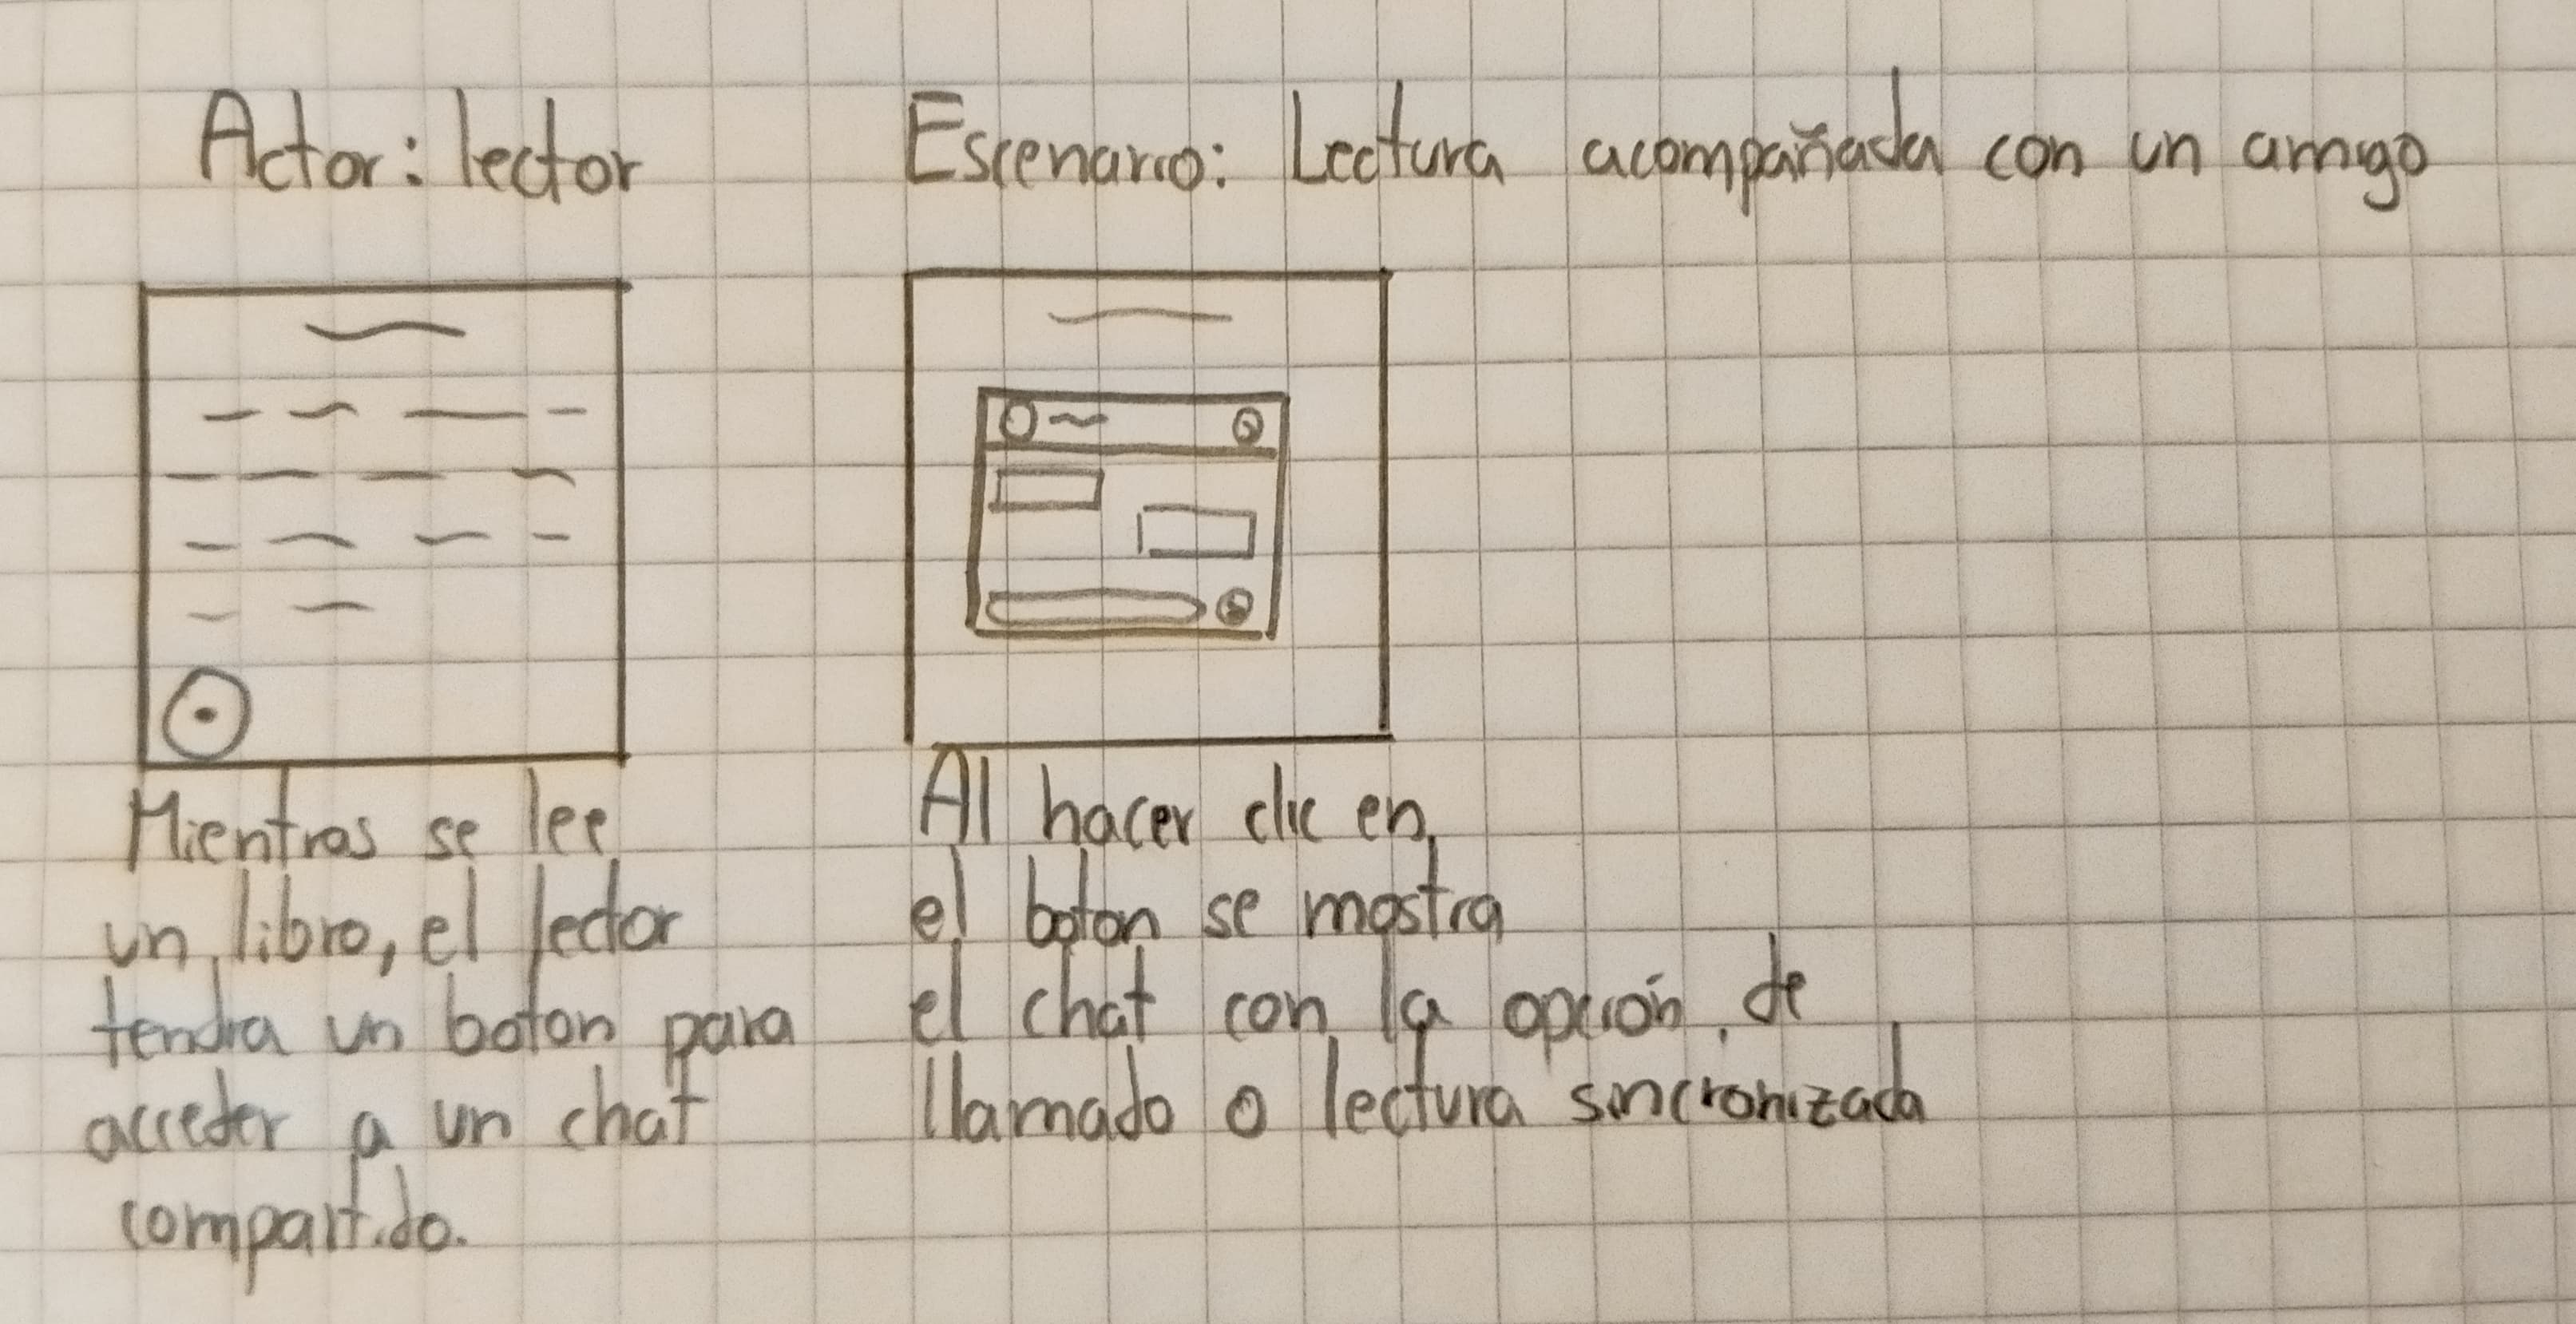 Actor: lector
Escenario: Lectura acompañada con un amigo
Mientras se lee
un libro, el lector
tendra un boton para
acceder a un chat
compartido.
Al hacer clic en
el boton se mostra
el chat con la opción de
llamado o lectura sincronizada